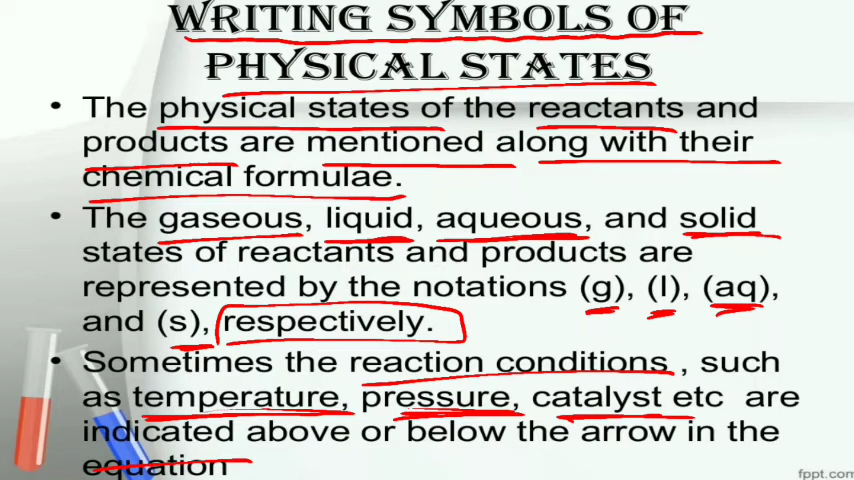 WRITING SYMBOLS OF
PHYSICAL STATES
• The physical states of the reactants and
products are mentioned along with their
chemical formulae.
• The gaseous, liquid, aqueous, and solid
states of reactants and products are
represented by the notations (g), (l), (aq),
and (s), respectively.
• Sometimes the reaction conditions , such
as temperature, pressure, catalyst etc are
indicated above or below the arrow in the
equation
fppt.com